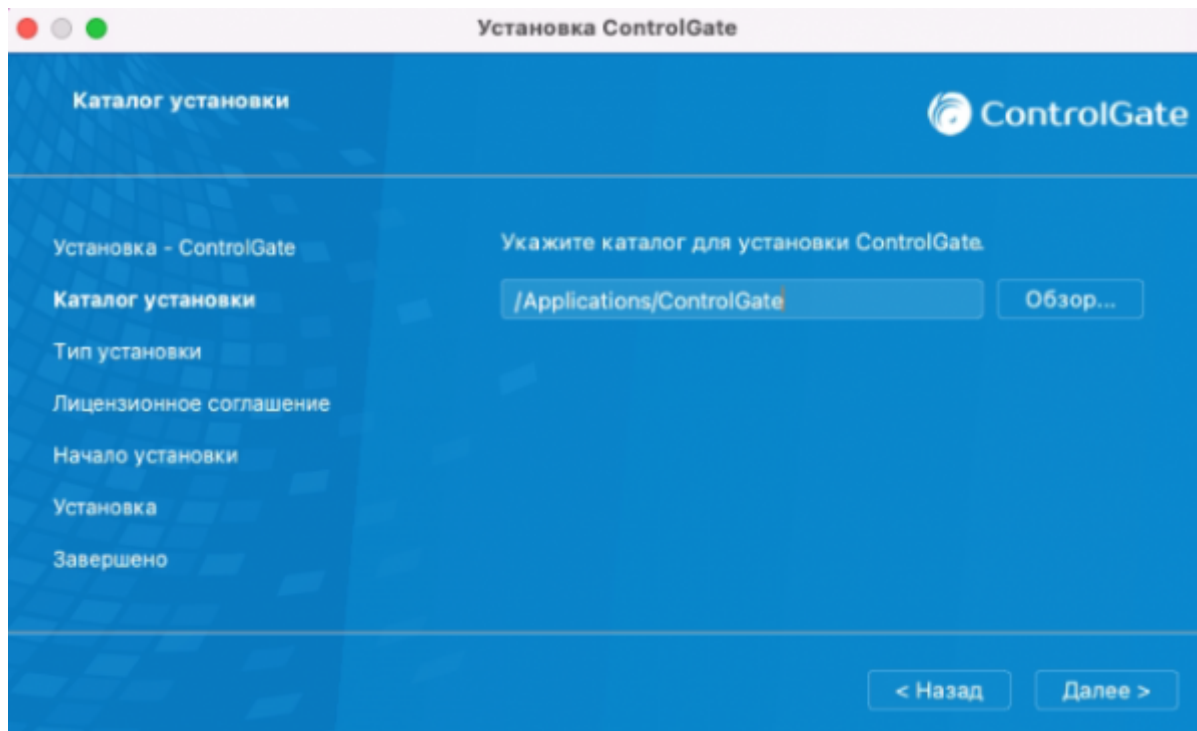 Установка ControlGate
Каталог установки
ControlGate
Установка - ControlGate
Каталог установки
Тип установки
Лицензионное соглашение
Начало установки
Установка
Завершено
Укажите каталог для установки ControlGate.
/Applications/ControlGate
Обзор...
< Назад
Далее >